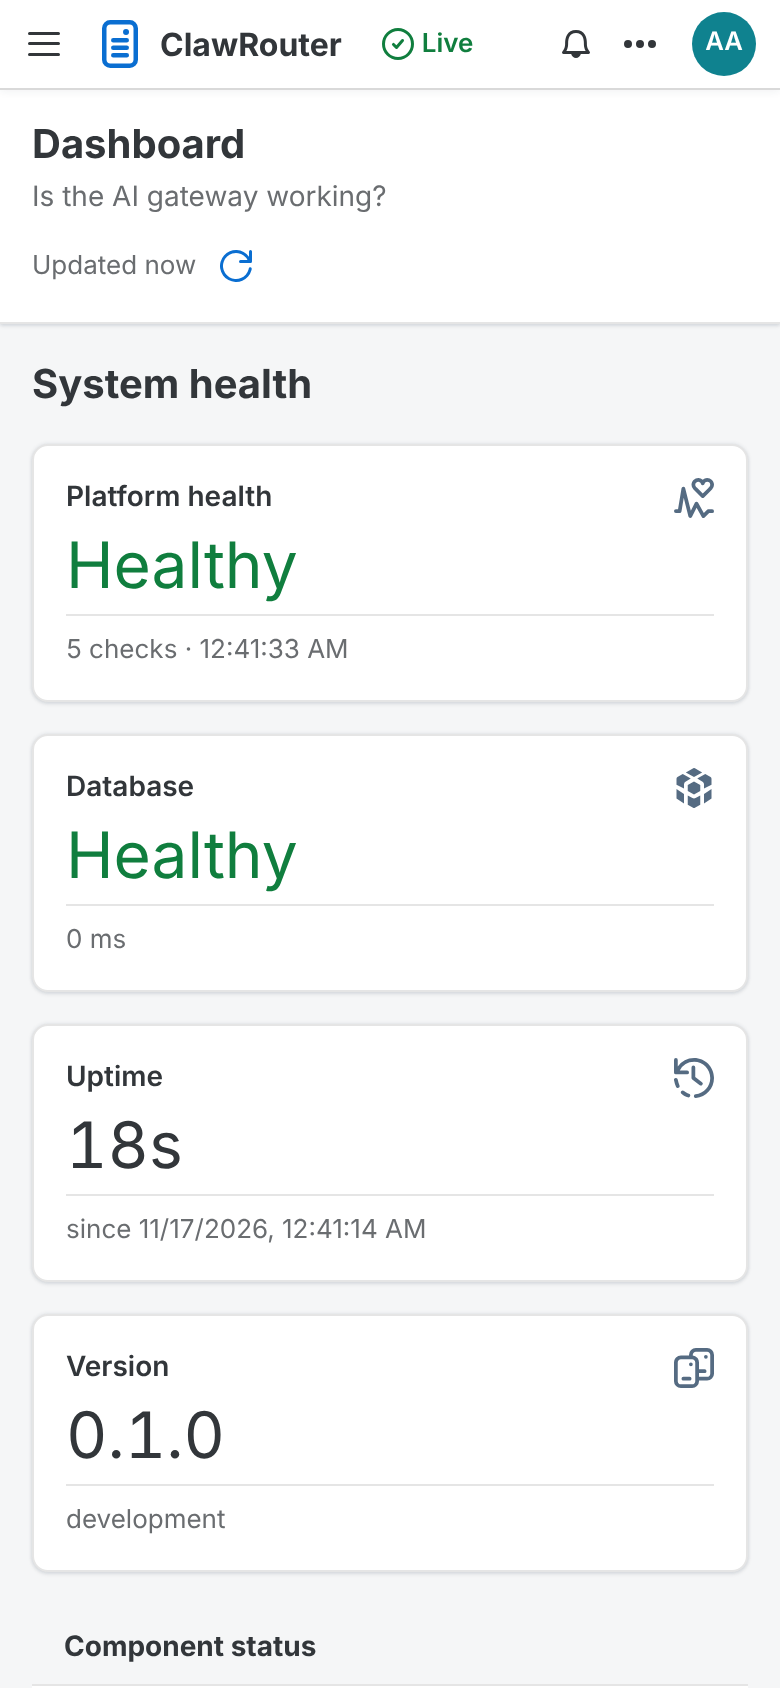 ClawRouter
Live
AA
Dashboard
Is the AI gateway working?
Updated now
System health
Platform health
Healthy
5 checks · 12:41:33 AM
Database
Healthy
0 ms
Uptime
18s
since 11/17/2026, 12:41:14 AM
Version
0.1.0
development
Component status